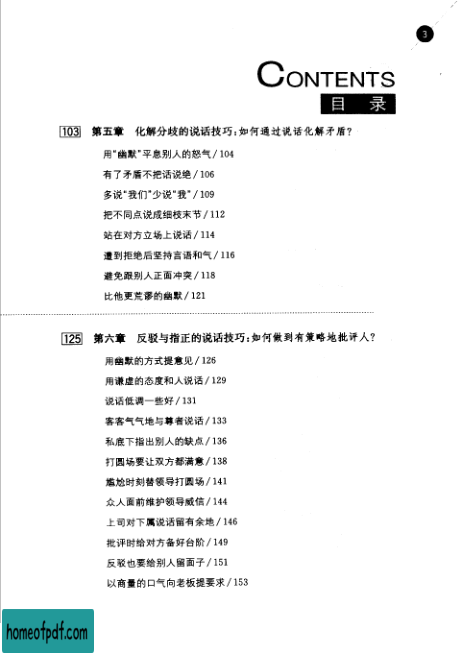 3
CONTENTS
目 录
103 第五章 化解分歧的说话技巧:如何通过说话化解矛盾?
用“幽默”平息别人的怒气/104
有了矛盾不把话说绝/106
多说“我们”少说“我”/109
把不同点说成细枝末节/112
站在对方立场上说话/114
遭到拒绝后坚持言语和气/116
避免跟别人正面冲突/118
比他更荒谬的幽默/121
125 第六章 反驳与指正的说话技巧:如何做到有策略地批评人?
用幽默的方式提意见/126
用谦虚的态度和人说话/129
说话低调一些好/131
客客气气地与尊者说话/133
私底下指出别人的缺点/136
打圆场要让双方都满意/138
尴尬时刻替领导打圆场/141
众人面前维护领导威信/144
上司对下属说话留有余地/146
批评时给对方备好台阶/149
反驳也要给别人留面子/151
以商量的口气向老板提要求/153
homeofpdf.com